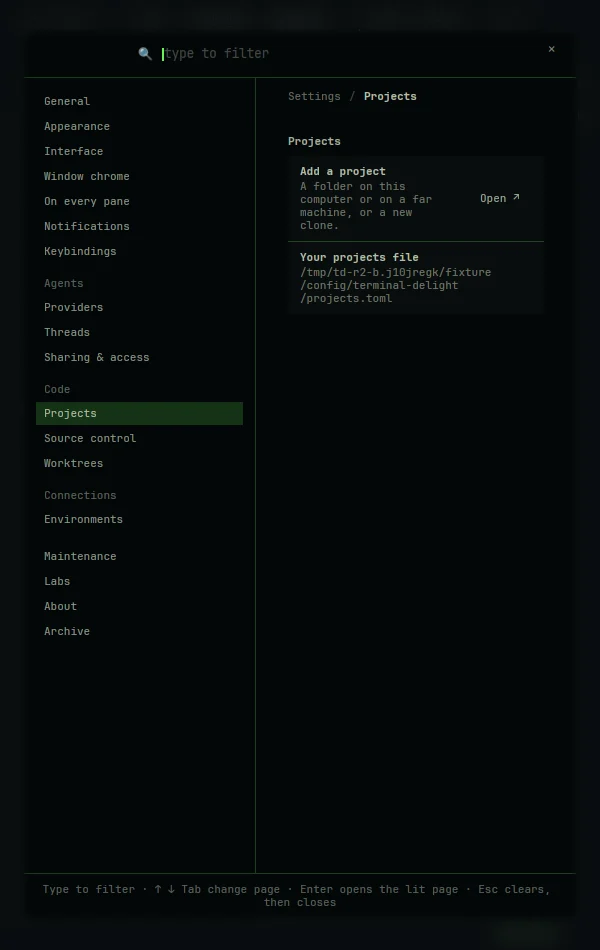 type to filter
×
General
Appearance
Interface
Window chrome
On every pane
Notifications
Keybindings
Agents
Providers
Threads
Sharing & access
Code
Projects
Source control
Worktrees
Connections
Environments
Maintenance
Labs
About
Archive
Settings / Projects
Projects
Add a project
A folder on this
computer or on a far
machine, or a new
clone.
Open ↗
Your projects file
/tmp/td-r2-b.j10jregk/fixture
/config/terminal-delight
/projects.toml
Type to filter · ↑ ↓ Tab change page · Enter opens the lit page · Esc clears,
then closes